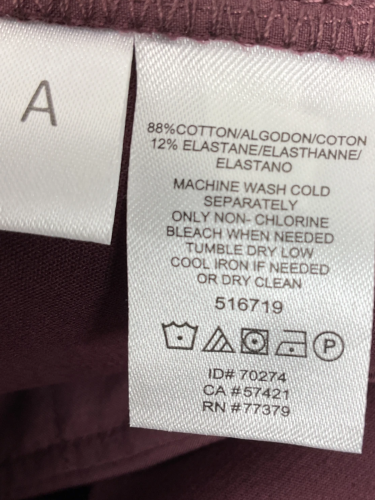 A
88%COTTON/ALGODON/COTON
12% ELASTANE/ELASTHANNE/
ELASTANO
MACHINE WASH COLD
SEPARATELY
ONLY NON- CHLORINE
BLEACH WHEN NEEDED
TUMBLE DRY LOW
COOL IRON IF NEEDED
OR DRY CLEAN
516719
P
ID# 70274
CA #57421
RN #77379